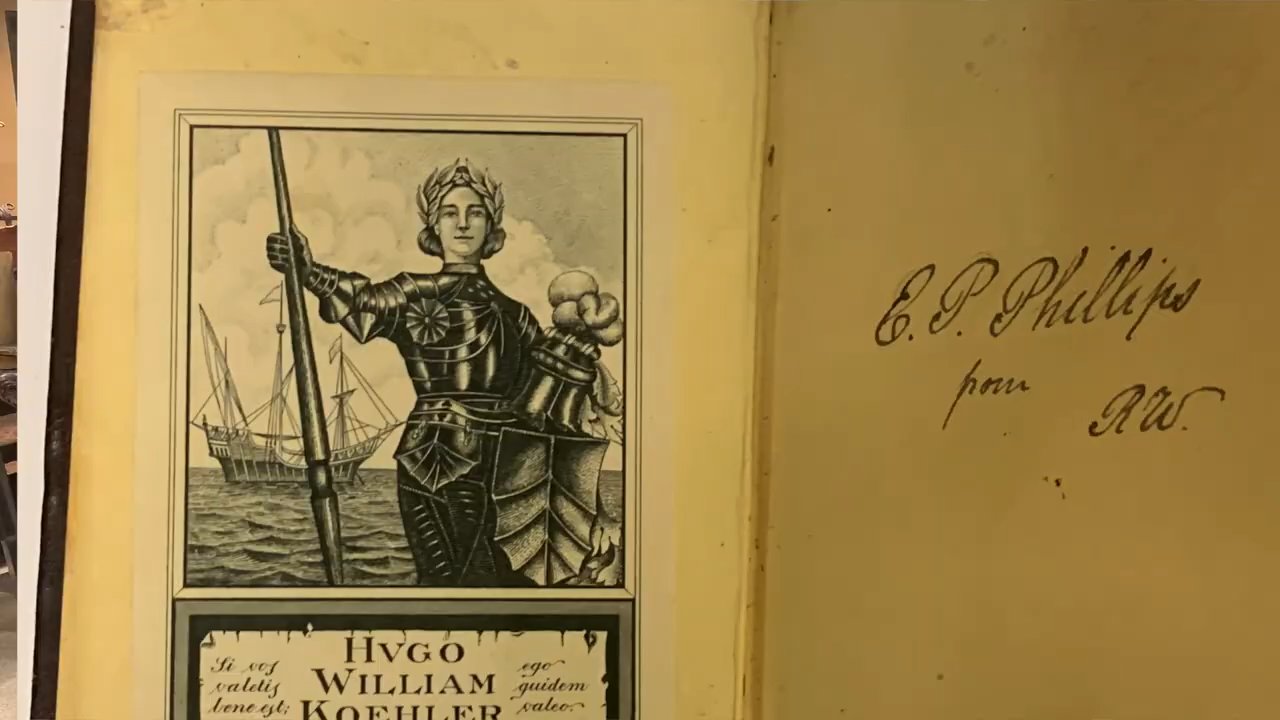 HVGO
WILLIAM
KOEHLER
Si vos
valetis
bene est;
ego
quidem
valeo.
E. P. Phillips
pour
RW.